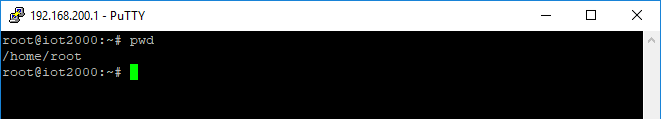 192.168.200.1 - PuTTY
root@iot2000:~# pwd
/home/root
root@iot2000:~#